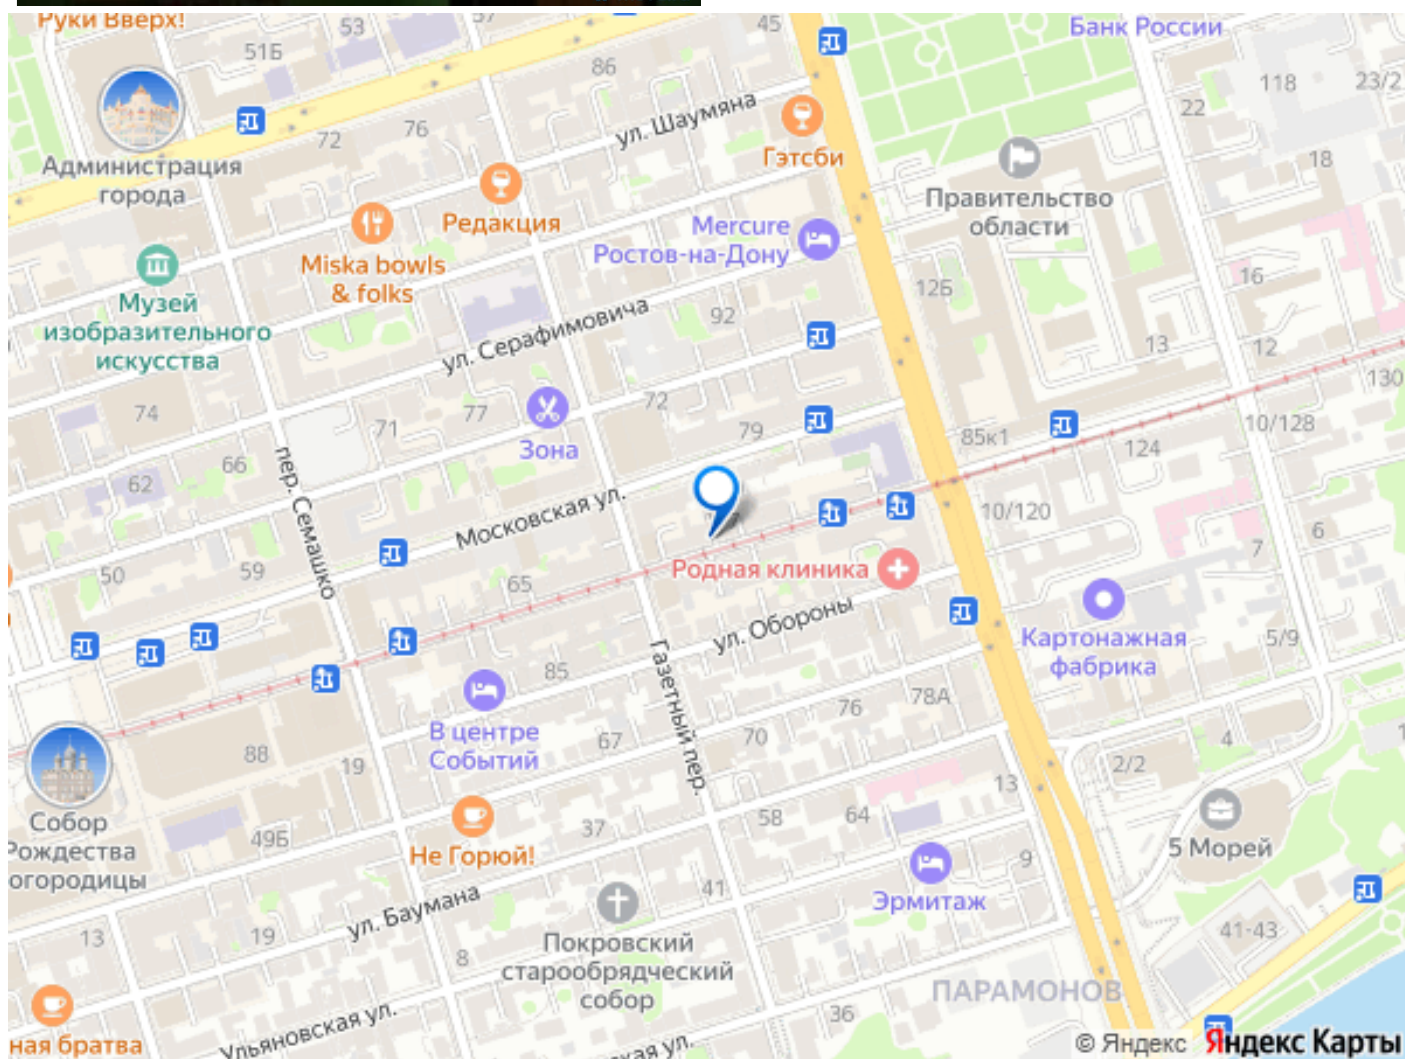 Руки Вверх!
53
37
45
Банк России
51Б
86
118
23/2
22
72
76
ул. Шаумяна
Администрация
города
Гэтсби
18
Правительство
области
Редакция
Mercure
Ростов-на-Дону
Miska bowls
& folks
16
Музей
изобразительного
искусства
12Б
92
ул. Серафимовича
13
12
130
74
71
77
72
79
Зона
10/128
85к1
124
66
62
пер. Семашко
Московская ул.
10/120
6
7
50
59
65
Родная клиника
ул. Обороны
Картонажная
фабрика
5/9
85
Газетный пер.
78А
76
В центре
Событий
67
70
4
88
19
2/2
13
Собор
Рождества
огородицы
49Б
37
58
64
Не Горюй!
5 Морей
9
41
Эрмитаж
ул. Баумана
13
19
8
Покровский
старообрядческий
собор
41-43
ПАРАМОНОВ
36
ная братва
Ульяновская ул.
кая ул.
© Яндекс Яндекс Карты